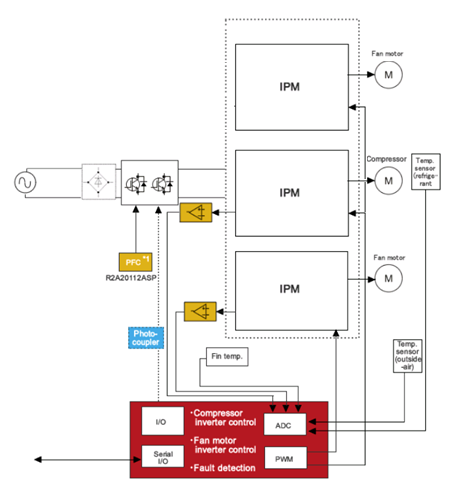 Fan motor
IPM
M
Compressor
IPM
M
Temp.
sensor
(refrige-
rant
PFC *1
R2A20112ASP
Fan motor
IPM
M
Photo-
coupler
Fin temp.
Temp.
sensor
(outside
-air)
I/O
・Compressor
inverter control
ADC
・Fan motor
inverter control
Serial
I/O
PWM
・Fault detection